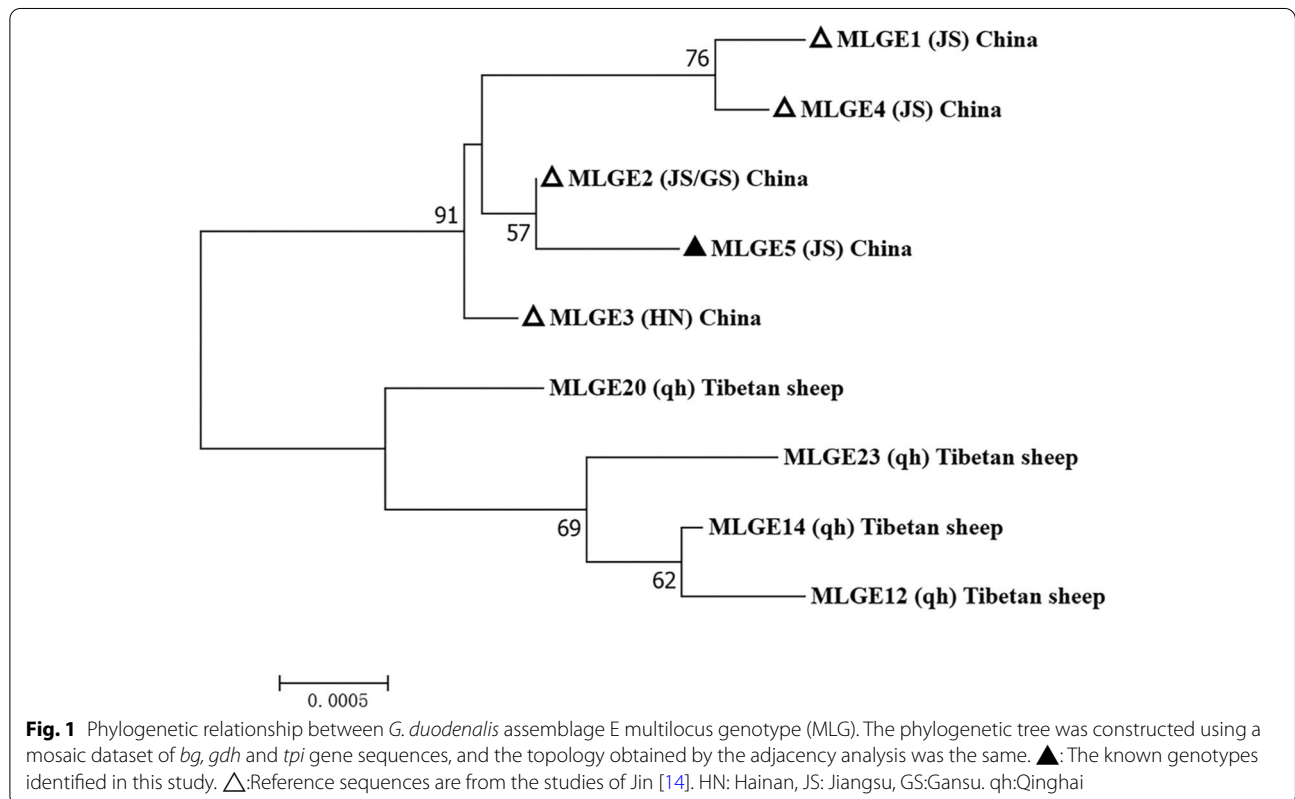 76
△ MLGE1 (JS) China
△ MLGE4 (JS) China
△ MLGE2 (JS/GS) China
91
57
▲ MLGE5 (JS) China
△ MLGE3 (HN) China
MLGE20 (qh) Tibetan sheep
MLGE23 (qh) Tibetan sheep
69
MLGE14 (qh) Tibetan sheep
62
MLGE12 (qh) Tibetan sheep
0.0005
Fig. 1 Phylogenetic relationship between G. duodenalis assemblage E multilocus genotype (MLG). The phylogenetic tree was constructed using a
mosaic dataset of bg, gdh and tpi gene sequences, and the topology obtained by the adjacency analysis was the same. ▲: The known genotypes
identified in this study. △:Reference sequences are from the studies of Jin [14]. HN: Hainan, JS: Jiangsu, GS:Gansu. qh:Qinghai